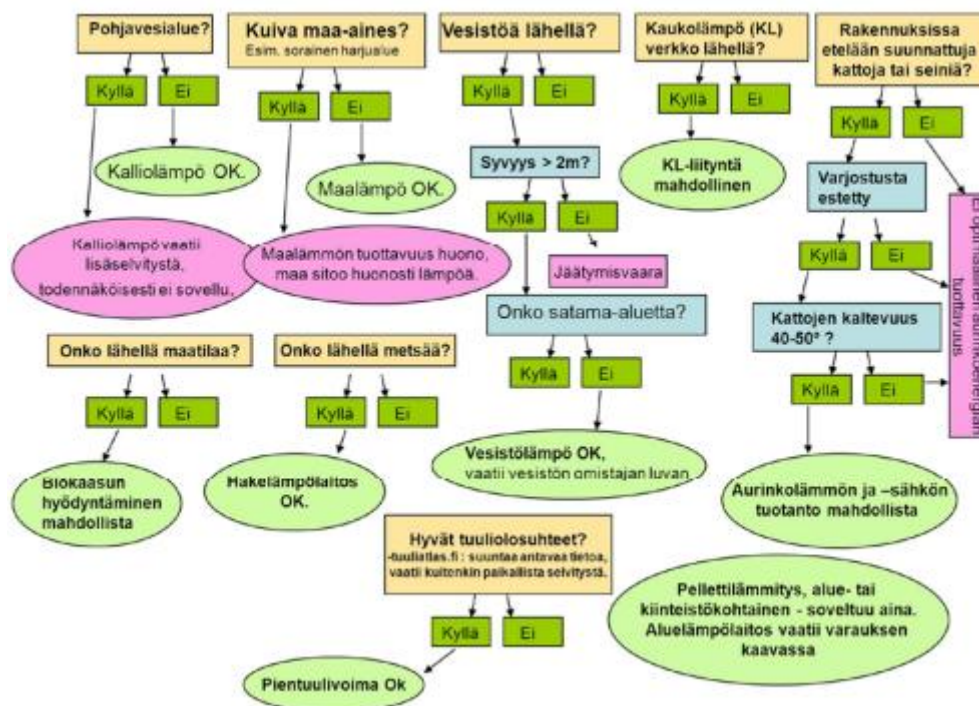 Pohjavesialue?
Kyllä
Ei
Kalliolämpö OK.
Kalliolämpö vaatii
lisäselvitystä,
todennäköisesti ei sovellu.
Kuiva maa-aines?
Esim. sorainen harjualue
Kyllä
Ei
Maalämpö OK.
Maalämmön tuottavuus huono,
maa sitoo huonosti lämpöä.
Vesistöä lähellä?
Kyllä
Ei
Syvyys > 2m?
Kyllä
Ei
Jäätymisvaara
Onko satama-aluetta?
Kyllä
Ei
Vesistölämpö OK,
vaatii vesistön omistajan luvan
Kaukolämpö (KL)
verkko lähellä?
Kyllä
Ei
KL-liityntä
mahdollinen
Rakennuksissa
etelään suunnattuja
kattoja tai seiniä?
Kyllä
Ei
Varjostusta
estetty
Kyllä
Ei
Kattojen kaltevuus
40-50° ?
Kyllä
Ei
tuottavuus
Aurinkolämmön ja –sähkön
tuotanto mahdollista
Onko lähellä maatilaa?
Kyllä
Ei
Biokaasun
hyödyntäminen
mahdollista
Onko lähellä metsää?
Kyllä
Ei
Hakelämpölaitos
OK.
Hyvät tuuliolosuhteet?
-tuuliatlas.fi : suuntaa antavaa tietoa,
vaatii kuitenkin paikallista selvitystä.
Kyllä
Ei
Pientuulivoima Ok
Pellettilämmitys, alue- tai
kiinteistökohtainen - soveltuu aina.
Aluelämpölaitos vaatii varauksen
kaavassa